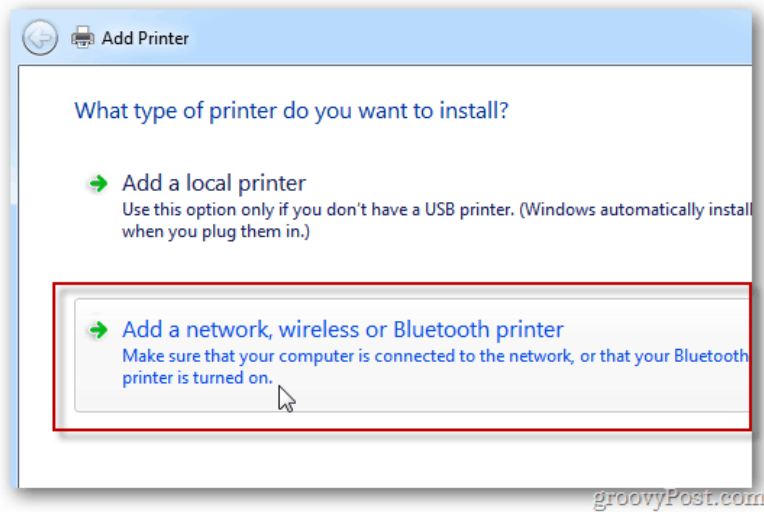 Add Printer
What type of printer do you want to install?
Add a local printer
Use this option only if you don't have a USB printer. (Windows automatically install
when you plug them in.)
Add a network, wireless or Bluetooth printer
Make sure that your computer is connected to the network, or that your Bluetooth
printer is turned on.
groovyPost.com